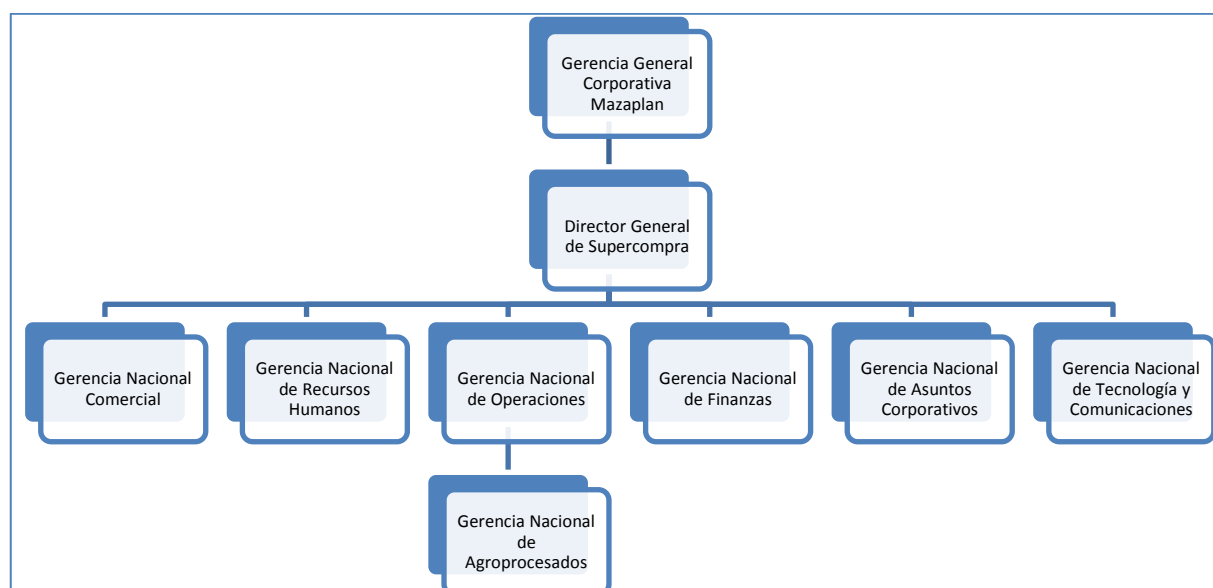 Gerencia General
Corporativa
Mazaplan
Director General
de Supercompra
Gerencia Nacional
Comercial
Gerencia Nacional
de Recursos
Humanos
Gerencia Nacional
de Operaciones
Gerencia Nacional
de Finanzas
Gerencia Nacional
de Asuntos
Corporativos
Gerencia Nacional
de Tecnología y
Comunicaciones
Gerencia Nacional
de
Agroprocesados